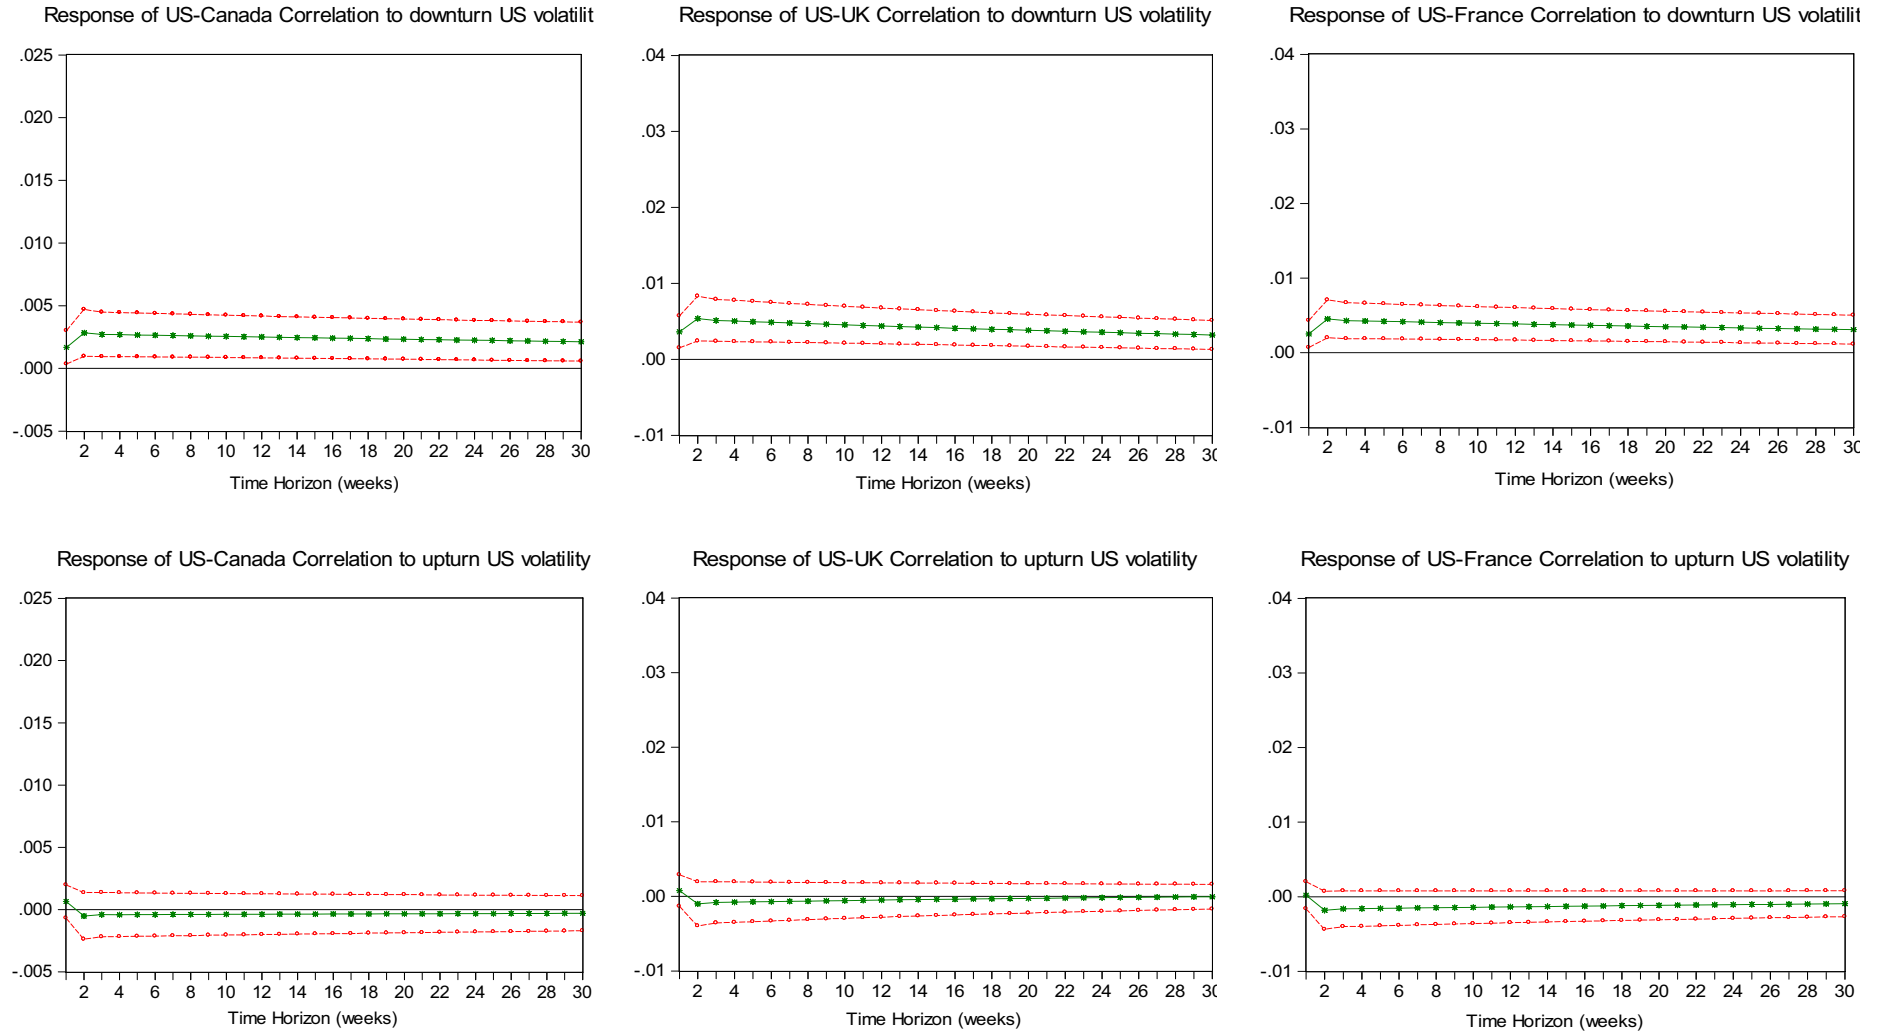 Response of US-Canada Correlation to downturn US volatilit
.025
.020
.015
.010
.005
.000
-.005
2 4 6 8 10 12 14 16 18 20 22 24 26 28 30
Time Horizon (weeks)
Response of US-UK Correlation to downturn US volatility
.04
.03
.02
.01
.00
-.01
2 4 6 8 10 12 14 16 18 20 22 24 26 28 30
Time Horizon (weeks)
Response of US-France Correlation to downturn US volatilit
.04
.03
.02
.01
.00
-.01
2 4 6 8 10 12 14 16 18 20 22 24 26 28 30
Time Horizon (weeks)
Response of US-Canada Correlation to upturn US volatility
.025
.020
.015
.010
.005
.000
-.005
2 4 6 8 10 12 14 16 18 20 22 24 26 28 30
Time Horizon (weeks)
Response of US-UK Correlation to upturn US volatility
.04
.03
.02
.01
.00
-.01
2 4 6 8 10 12 14 16 18 20 22 24 26 28 30
Time Horizon (weeks)
Response of US-France Correlation to upturn US volatility
.04
.03
.02
.01
.00
-.01
2 4 6 8 10 12 14 16 18 20 22 24 26 28 30
Time Horizon (weeks)